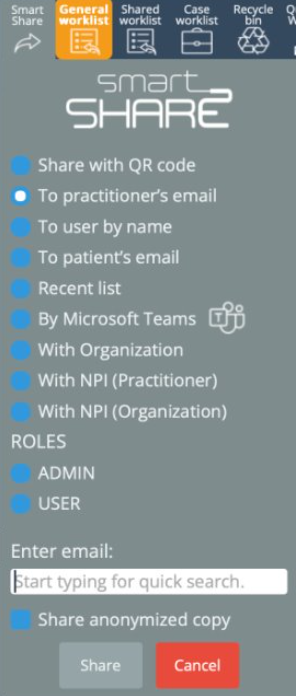 Smart
Share
General
worklist
Shared
worklist
Case
worklist
Recycle
bin
smart
SHARE
Share with QR code
To practitioner's email
To user by name
To patient's email
Recent list
By Microsoft Teams
With Organization
With NPI (Practitioner)
With NPI (Organization)
ROLES
ADMIN
USER
Enter email:
Start typing for quick search.
Share anonymized copy
Share
Cancel